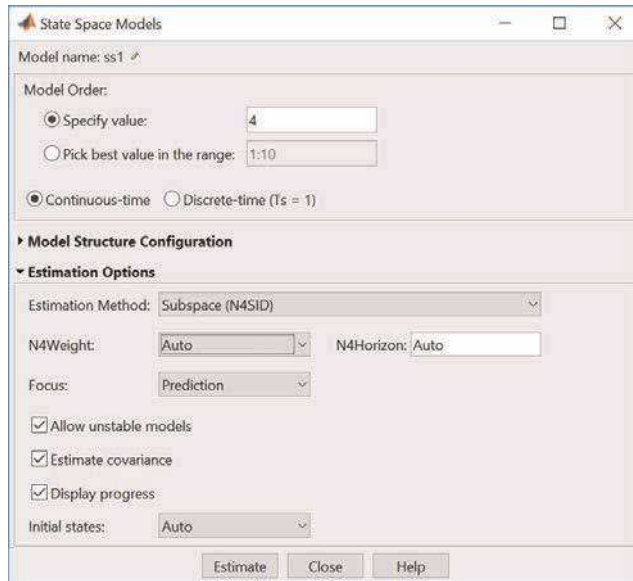 State Space Models
Model name: ss1
Model Order:
Specify value: 4
Pick best value in the range: 1:10
Continuous-time Discrete-time (Ts = 1)
Model Structure Configuration
Estimation Options
Estimation Method: Subspace (N4SID)
N4Weight: Auto N4Horizon: Auto
Focus: Prediction
Allow unstable models
Estimate covariance
Display progress
Initial states: Auto
Estimate Close Help